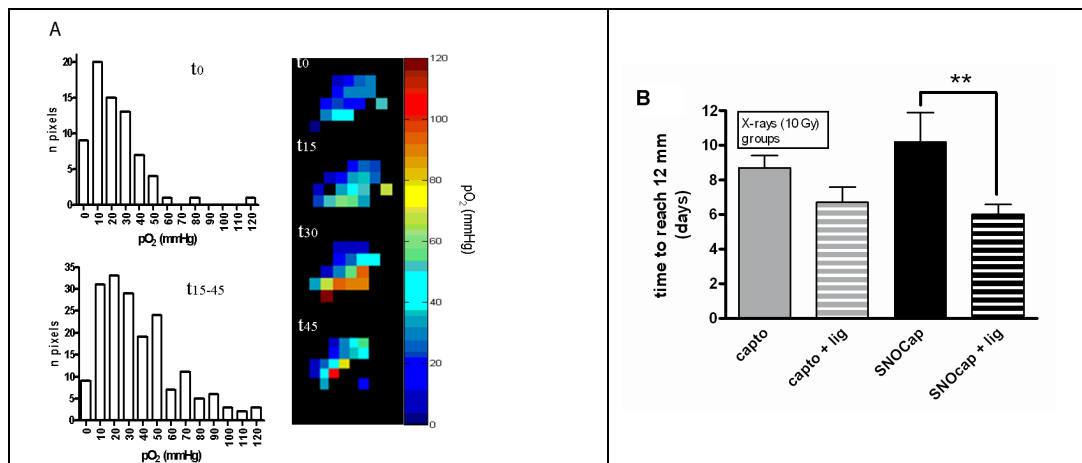 A
t0
n pixels
20
15
10
5
0
0 10 20 30 40 50 60 70 80 90 100 110 120
pO2 (mmHg)
t15-45
n pixels
35
30
25
20
15
10
5
0
0 10 20 30 40 50 60 70 80 90 100 110 120
pO2 (mmHg)
t0
t15
t30
t45
120
100
80
60
40
20
0
pO2 (mmHg)
B
X-rays (10 Gy)
groups
**
time to reach 12 mm
(days)
12
10
8
6
4
2
0
capto
capto + lig
SNOCap
SNOcap + lig